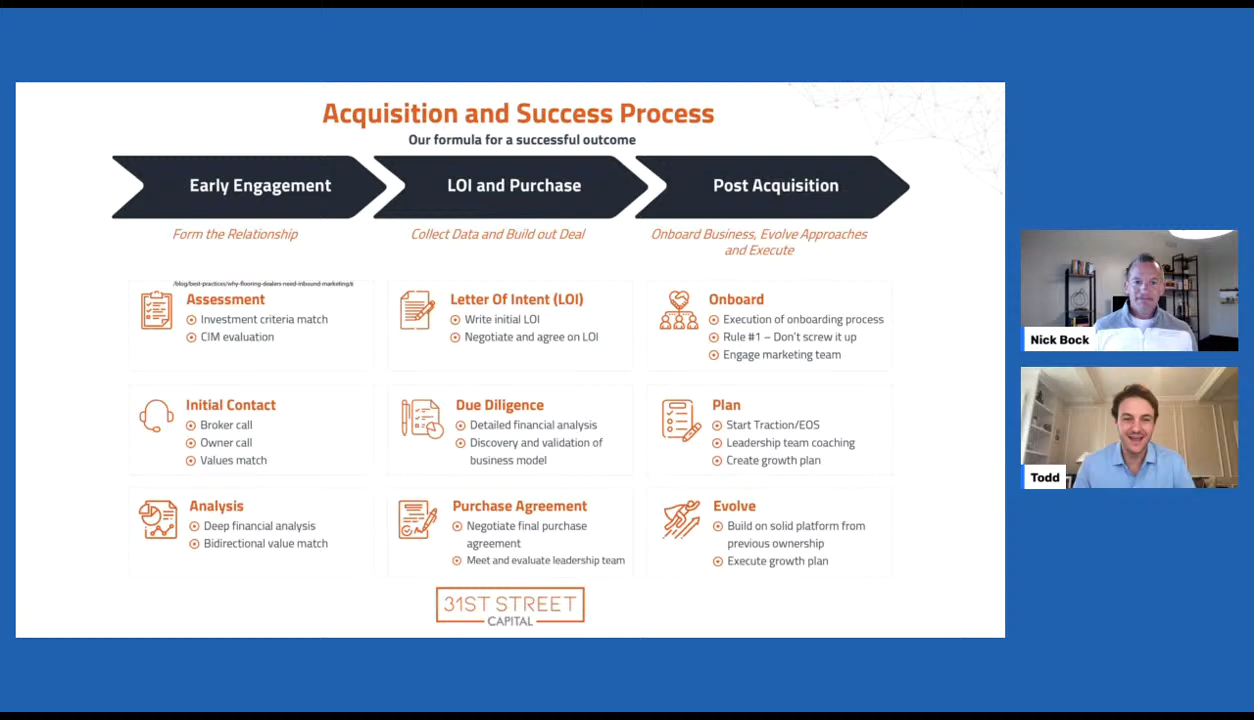 Acquisition and Success Process
Our formula for a successful outcome
Early Engagement
LOI and Purchase
Post Acquisition
Form the Relationship
Collect Data and Build out Deal
Onboard Business, Evolve Approaches
and Execute
/blog/best-practices/why-flooring-dealers-need-inbound-marketing/s
Assessment
Investment criteria match
CIM evaluation
Letter Of Intent (LOI)
Write initial LOI
Negotiate and agree on LOI
Onboard
Execution of onboarding process
Rule #1 – Don't screw it up
Engage marketing team
Initial Contact
Broker call
Owner call
Values match
Due Diligence
Detailed financial analysis
Discovery and validation of
business model
Plan
Start Traction/EOS
Leadership team coaching
Create growth plan
Analysis
Deep financial analysis
Bidirectional value match
Purchase Agreement
Negotiate final purchase
agreement
Meet and evaluate leadership team
Evolve
Build on solid platform from
previous ownership
Execute growth plan
31ST STREET
CAPITAL
Nick Bock
Todd